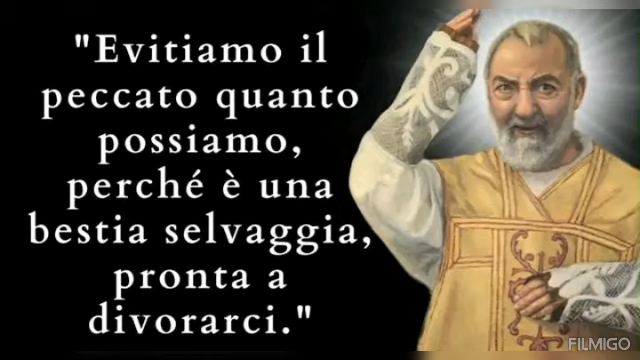 "Evitiamo il
peccato quanto
possiamo,
perché è una
bestia selvaggia,
pronta a
divorarci."
FILMIGO